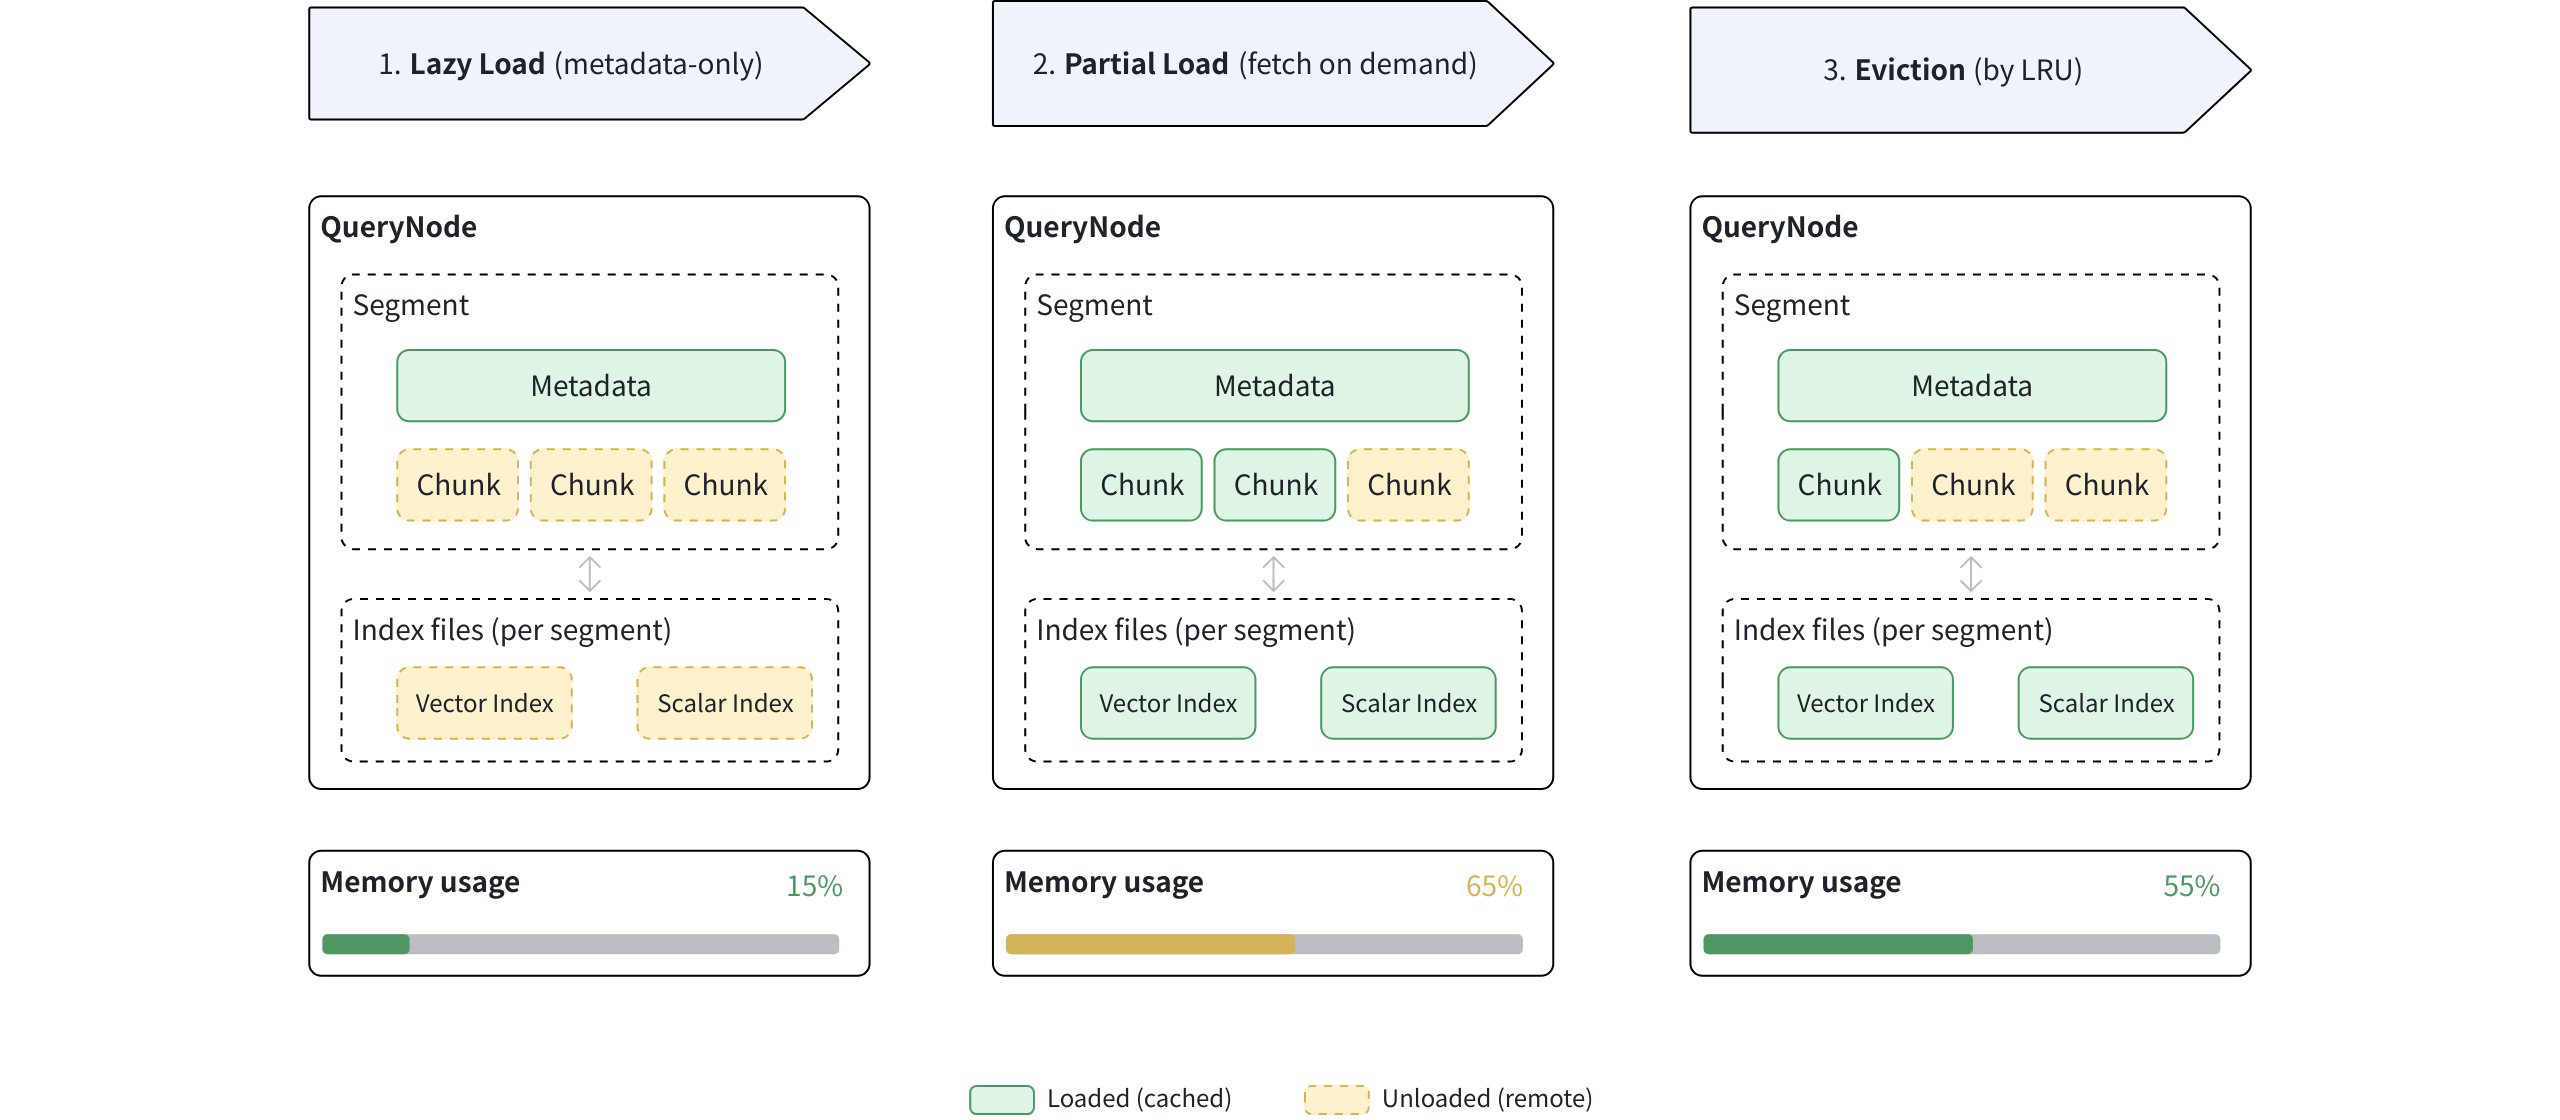 1. Lazy Load (metadata-only)
QueryNode
Segment
Metadata
Chunk Chunk Chunk
Index files (per segment)
Vector Index Scalar Index
Memory usage 15%
2. Partial Load (fetch on demand)
QueryNode
Segment
Metadata
Chunk Chunk Chunk
Index files (per segment)
Vector Index Scalar Index
Memory usage 65%
3. Eviction (by LRU)
QueryNode
Segment
Metadata
Chunk Chunk Chunk
Index files (per segment)
Vector Index Scalar Index
Memory usage 55%
Loaded (cached) Unloaded (remote)